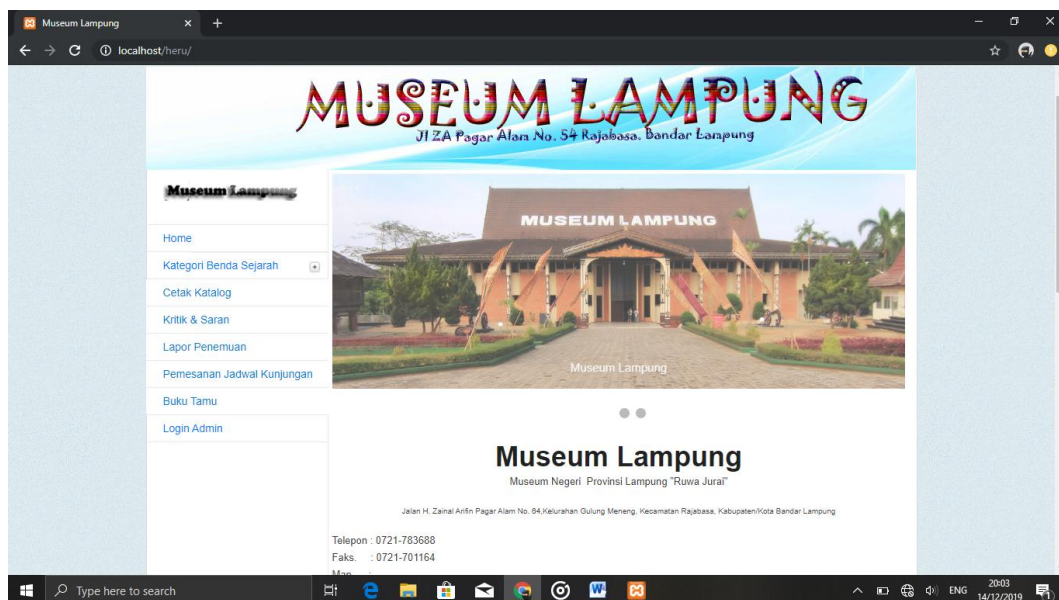 Museum Lampung
localhost/heru/
MUSEUM LAMPUNG
Jl ZA Pagar Alam No. 54 Rajabasa. Bandar Lampung
Museum Lampung
Home
Kategori Benda Sejarah
Cetak Katalog
Kritik & Saran
Lapor Penemuan
Pemesanan Jadwal Kunjungan
Buku Tamu
Login Admin
MUSEUM LAMPUNG
Museum Lampung
Museum Lampung
Museum Negeri Provinsi Lampung "Ruwa Jurai"
Jalan H. Zainal Arifin Pagar Alam No. 64,Kelurahan Gulung Meneng, Kecamatan Rajabasa, Kabupaten/Kota Bandar Lampung
Telepon : 0721-783688
Faks. : 0721-701164
Type here to search
ENG
20:03
14/12/2019